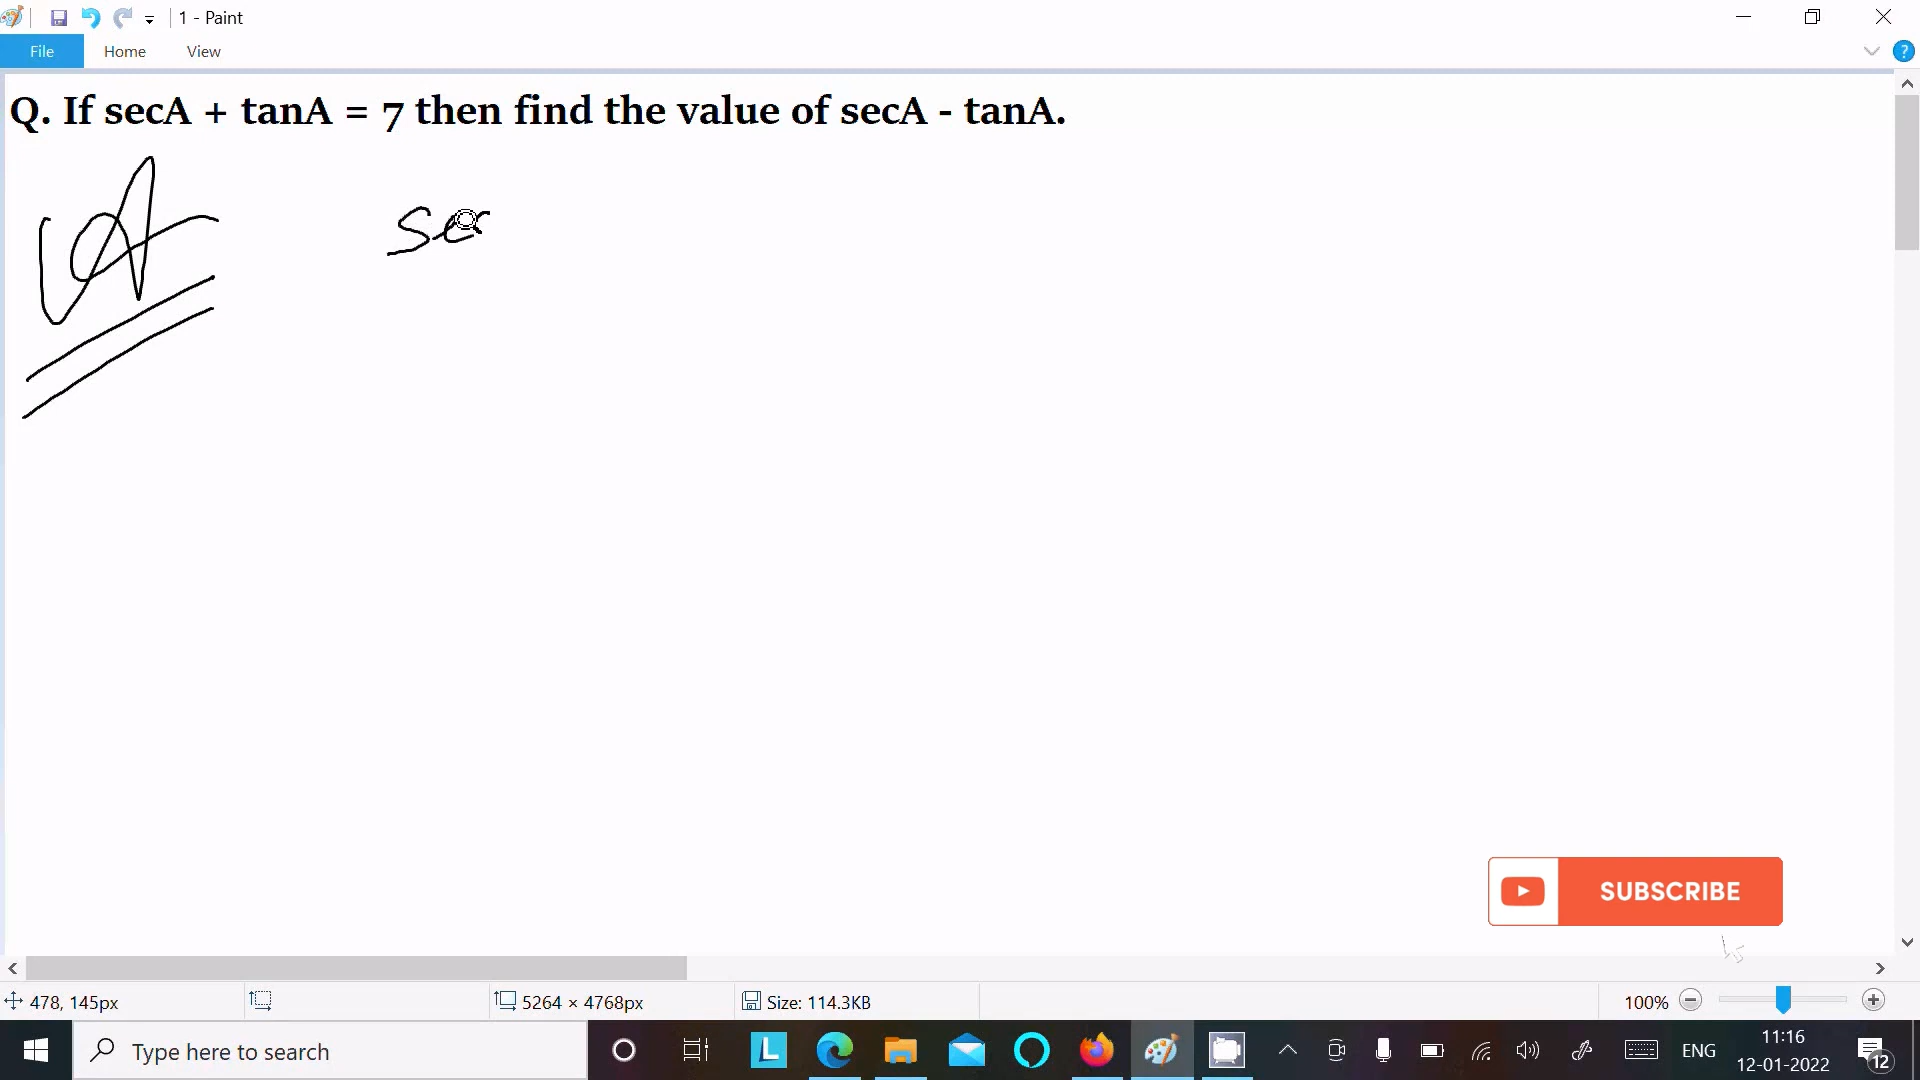 1 - Paint
File Home View
Q. If secA + tanA = 7 then find the value of secA - tanA.
A
sec
SUBSCRIBE
478, 145px
5264 × 4768px
Size: 114.3KB
100%
Type here to search
L
ENG
11:16
12-01-2022
12